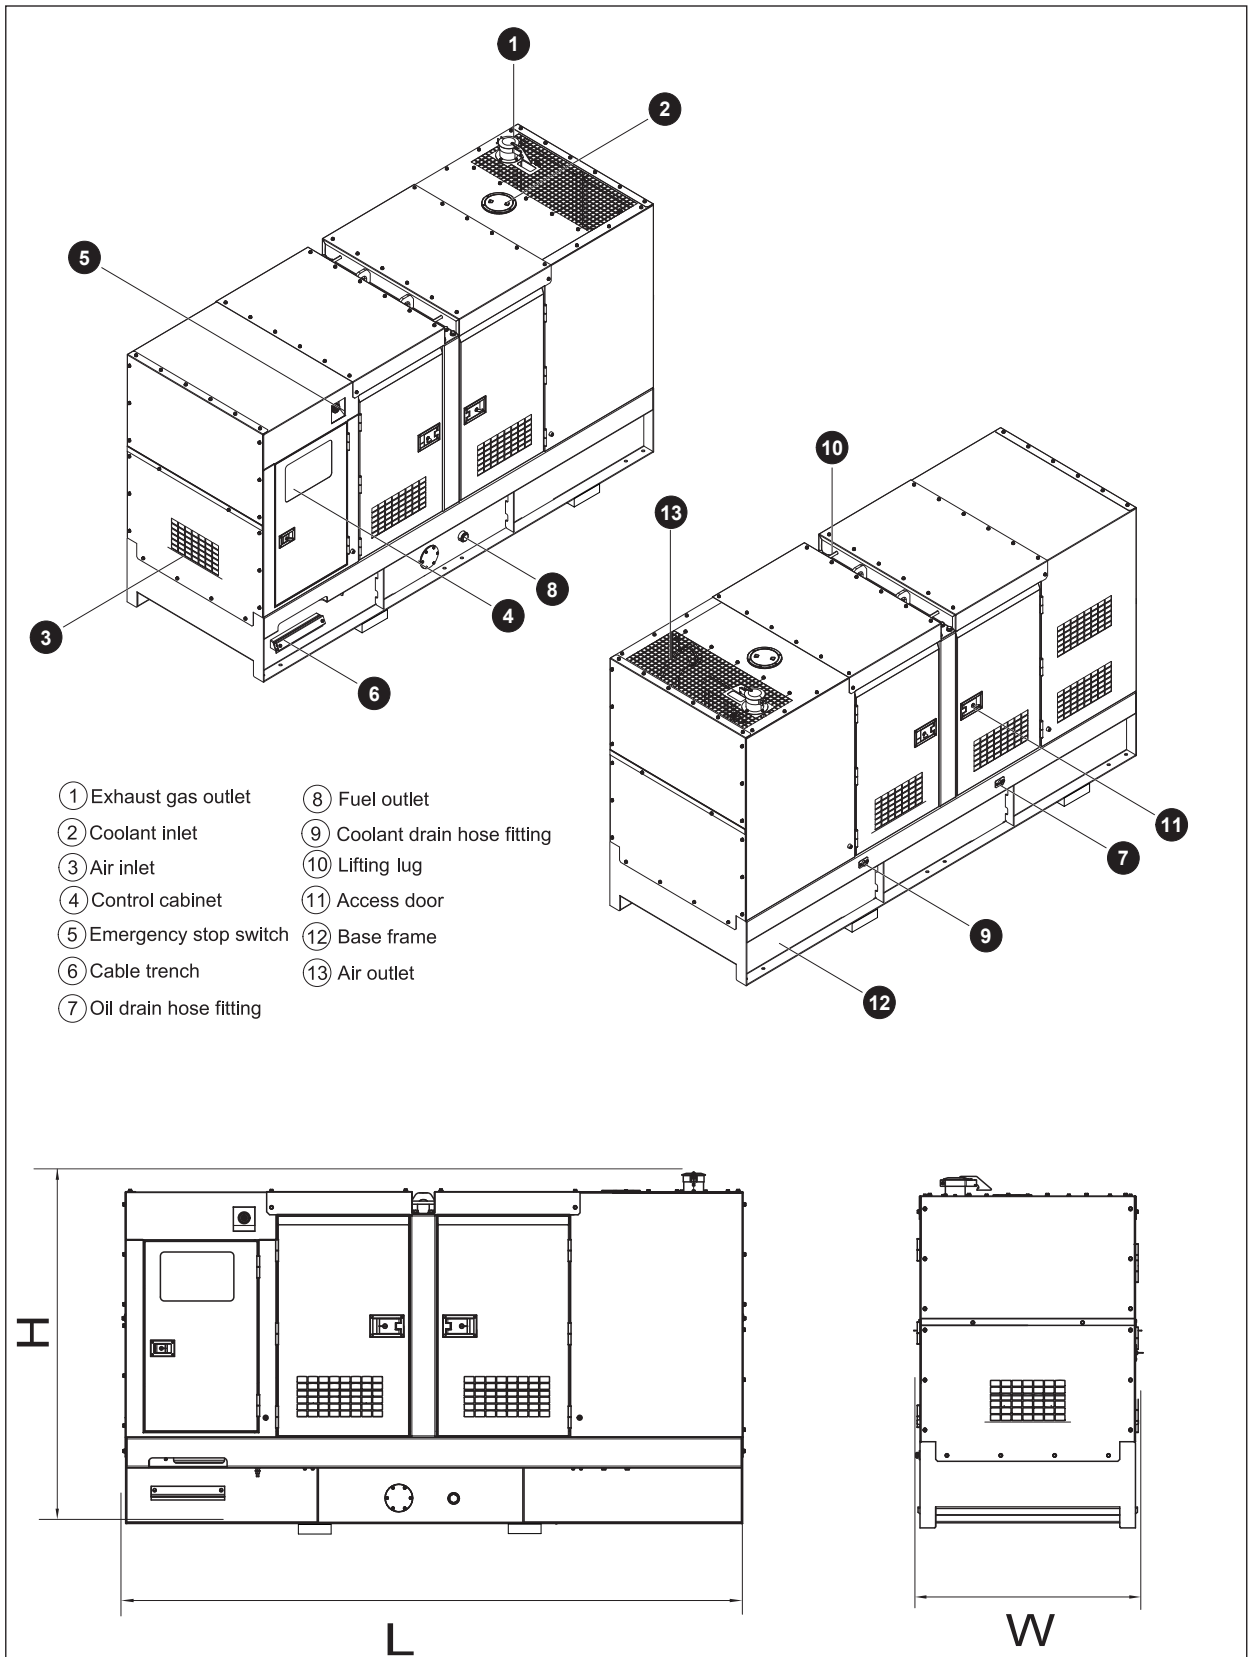 1
2
5
10
13
8
4
3
6
11
7
9
12
1 Exhaust gas outlet
2 Coolant inlet
3 Air inlet
4 Control cabinet
5 Emergency stop switch
6 Cable trench
7 Oil drain hose fitting
8 Fuel outlet
9 Coolant drain hose fitting
10 Lifting lug
11 Access door
12 Base frame
13 Air outlet
H
L
W